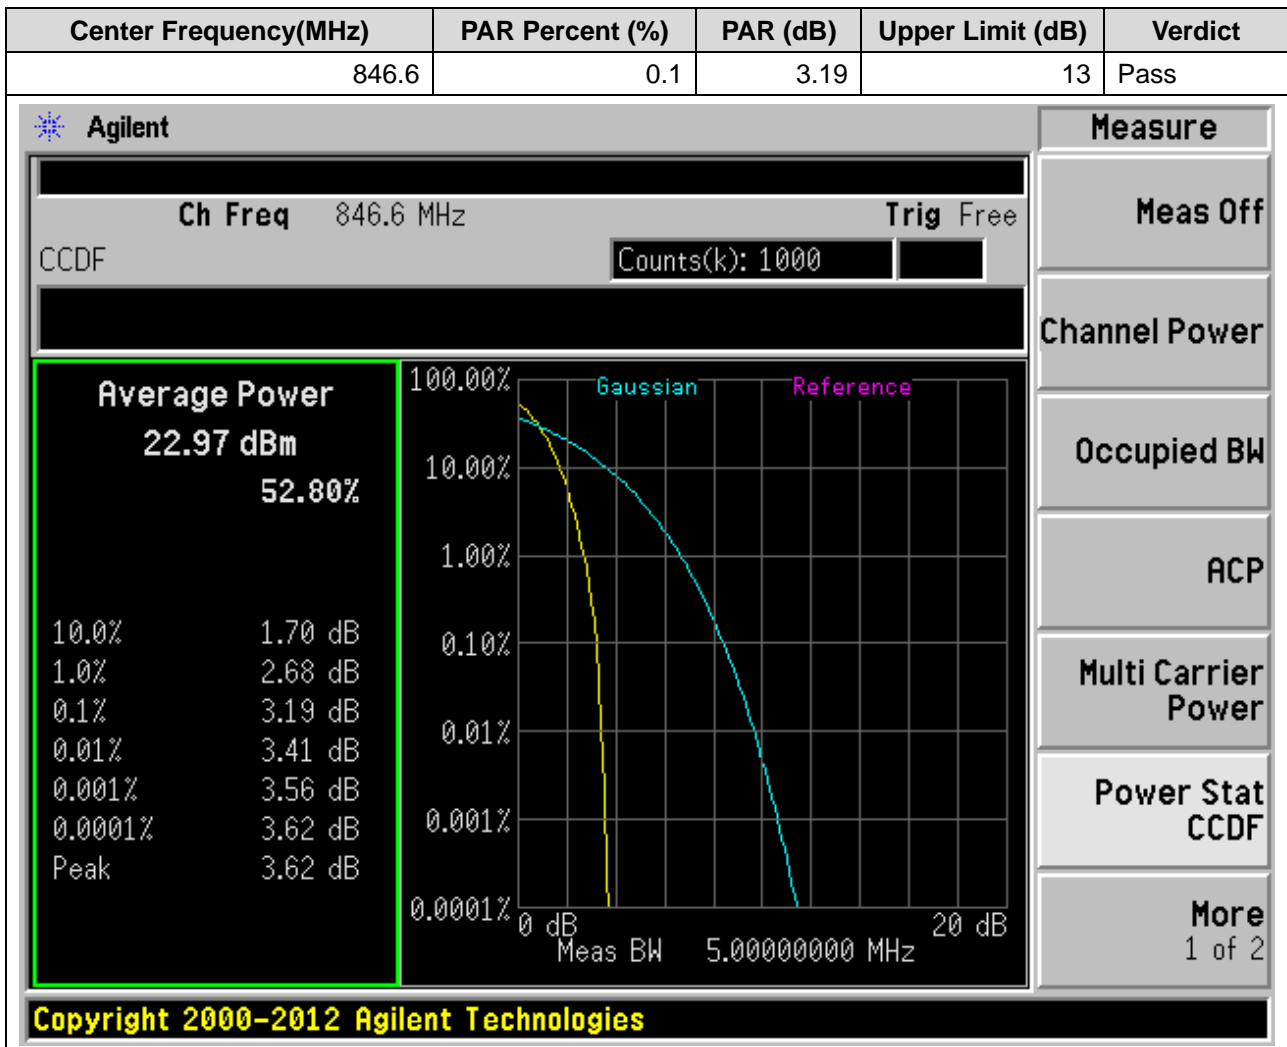 Center Frequency(MHz) PAR Percent (%) PAR (dB) Upper Limit (dB) Verdict
846.6 0.1 3.19 13 Pass
Agilent
Measure
Ch Freq 846.6 MHz Trig Free
CCDF Counts(k): 1000
Meas Off
Channel Power
Occupied BW
ACP
Multi Carrier
Power
Power Stat
CCDF
More
1 of 2
Average Power
22.97 dBm
52.80%
10.0% 1.70 dB
1.0% 2.68 dB
0.1% 3.19 dB
0.01% 3.41 dB
0.001% 3.56 dB
0.0001% 3.62 dB
Peak 3.62 dB
Gaussian Reference
100.00%
10.00%
1.00%
0.10%
0.01%
0.001%
0.0001%
0 dB 20 dB
Meas BW 5.00000000 MHz
Copyright 2000-2012 Agilent Technologies